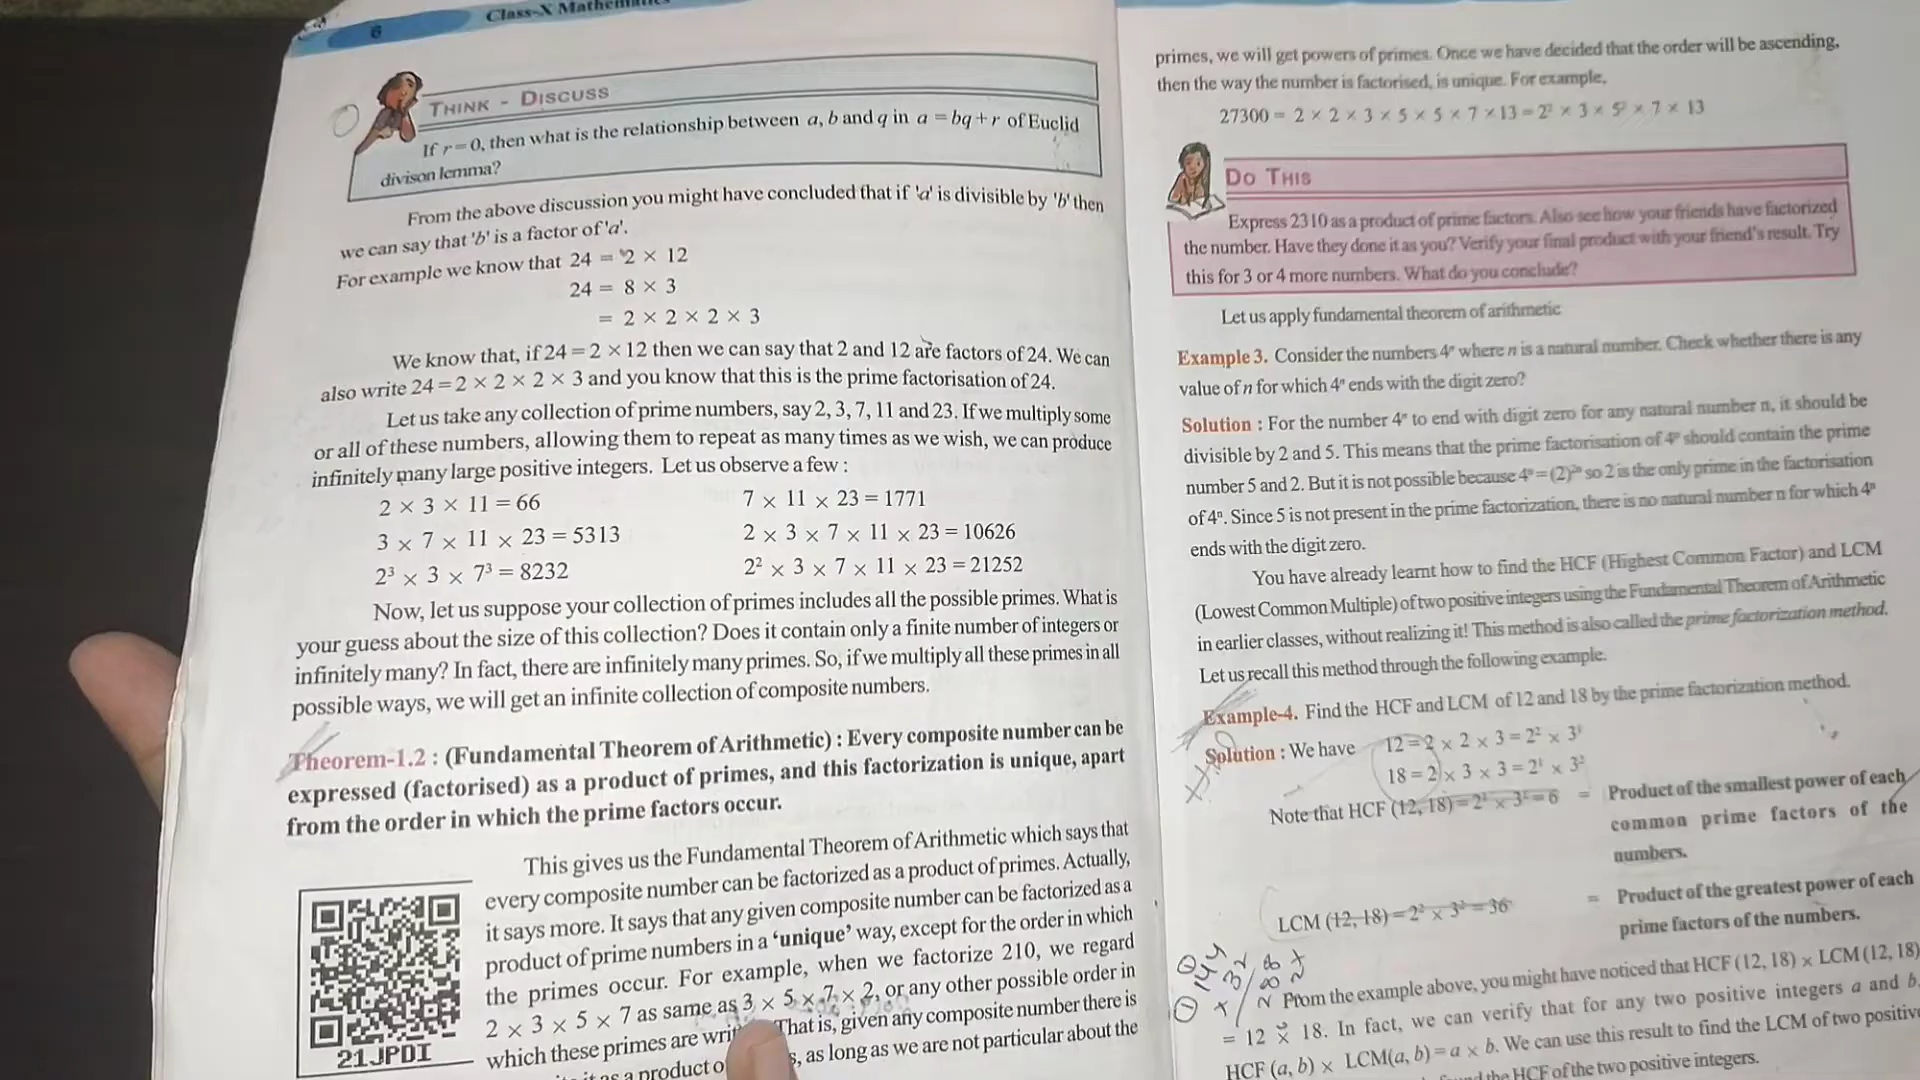 6
Class-X Mathematics
THINK - DISCUSS
If r = 0, then what is the relationship between a, b and q in a = bq + r of Euclid
divison lemma?
From the above discussion you might have concluded that if 'a' is divisible by 'b' then
we can say that 'b' is a factor of 'a'.
For example we know that 24 = 2 × 12
24 = 8 × 3
= 2 × 2 × 2 × 3
We know that, if 24 = 2 × 12 then we can say that 2 and 12 are factors of 24. We can
also write 24 = 2 × 2 × 2 × 3 and you know that this is the prime factorisation of 24.
Let us take any collection of prime numbers, say 2, 3, 7, 11 and 23. If we multiply some
or all of these numbers, allowing them to repeat as many times as we wish, we can produce
infinitely many large positive integers. Let us observe a few :
2 × 3 × 11 = 66 7 × 11 × 23 = 1771
3 × 7 × 11 × 23 = 5313 2 × 3 × 7 × 11 × 23 = 10626
2³ × 3 × 7³ = 8232 2² × 3 × 7 × 11 × 23 = 21252
Now, let us suppose your collection of primes includes all the possible primes. What is
your guess about the size of this collection? Does it contain only a finite number of integers or
infinitely many? In fact, there are infinitely many primes. So, if we multiply all these primes in all
possible ways, we will get an infinite collection of composite numbers.
Theorem-1.2 : (Fundamental Theorem of Arithmetic) : Every composite number can be
expressed (factorised) as a product of primes, and this factorization is unique, apart
from the order in which the prime factors occur.
This gives us the Fundamental Theorem of Arithmetic which says that
every composite number can be factorized as a product of primes. Actually,
it says more. It says that any given composite number can be factorized as a
product of prime numbers in a 'unique' way, except for the order in which
the primes occur. For example, when we factorize 210, we regard
2 × 3 × 5 × 7 as same as 3 × 5 × 7 × 2, or any other possible order in
which these primes are That is, given any composite number there is
as a product as long as we are not particular about the
21JPDI
primes, we will get powers of primes. Once we have decided that the order will be ascending,
then the way the number is factorised, is unique. For example,
27300 = 2 × 2 × 3 × 5 × 5 × 7 × 13 = 2² × 3 × 5² × 7 × 13
DO THIS
Express 2310 as a product of prime factors. Also see how your friends have factorized
the number. Have they done it as you? Verify your final product with your friend's result. Try
this for 3 or 4 more numbers. What do you conclude?
Let us apply fundamental theorem of arithmetic
Example 3. Consider the numbers 4ⁿ where n is a natural number. Check whether there is any
value of n for which 4ⁿ ends with the digit zero?
Solution : For the number 4ⁿ to end with digit zero for any natural number n, it should be
divisible by 2 and 5. This means that the prime factorisation of 4ⁿ should contain the prime
number 5 and 2. But it is not possible because 4ⁿ = (2)²ⁿ so 2 is the only prime in the factorisation
of 4ⁿ. Since 5 is not present in the prime factorization, there is no natural number n for which 4ⁿ
ends with the digit zero.
You have already learnt how to find the HCF (Highest Common Factor) and LCM
(Lowest Common Multiple) of two positive integers using the Fundamental Theorem of Arithmetic
in earlier classes, without realizing it! This method is also called the prime factorization method.
Let us recall this method through the following example.
Example-4. Find the HCF and LCM of 12 and 18 by the prime factorization method.
Solution : We have 12 = 2 × 2 × 3 = 2² × 3¹
18 = 2 × 3 × 3 = 2¹ × 3²
Note that HCF (12, 18) = 2¹ × 3¹ = 6 = Product of the smallest power of each
common prime factors of the
numbers.
LCM (12, 18) = 2² × 3² = 36 = Product of the greatest power of each
prime factors of the numbers.
From the example above, you might have noticed that HCF (12, 18) × LCM (12, 18)
= 12 × 18. In fact, we can verify that for any two positive integers a and b,
HCF (a, b) × LCM(a, b) = a × b. We can use this result to find the LCM of two positive
the HCF of the two positive integers.